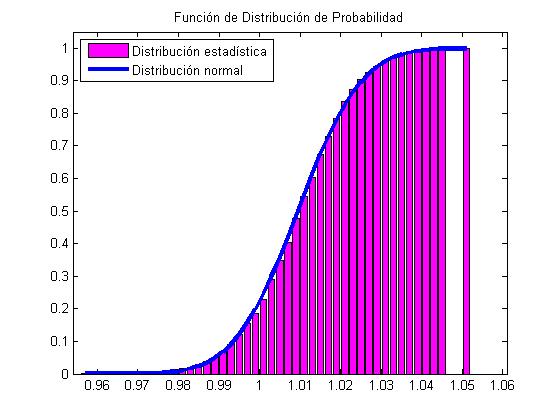 Función de Distribución de Probabilidad
Distribución estadística
Distribución normal
1
0.9
0.8
0.7
0.6
0.5
0.4
0.3
0.2
0.1
0
0.96 0.97 0.98 0.99 1 1.01 1.02 1.03 1.04 1.05 1.06